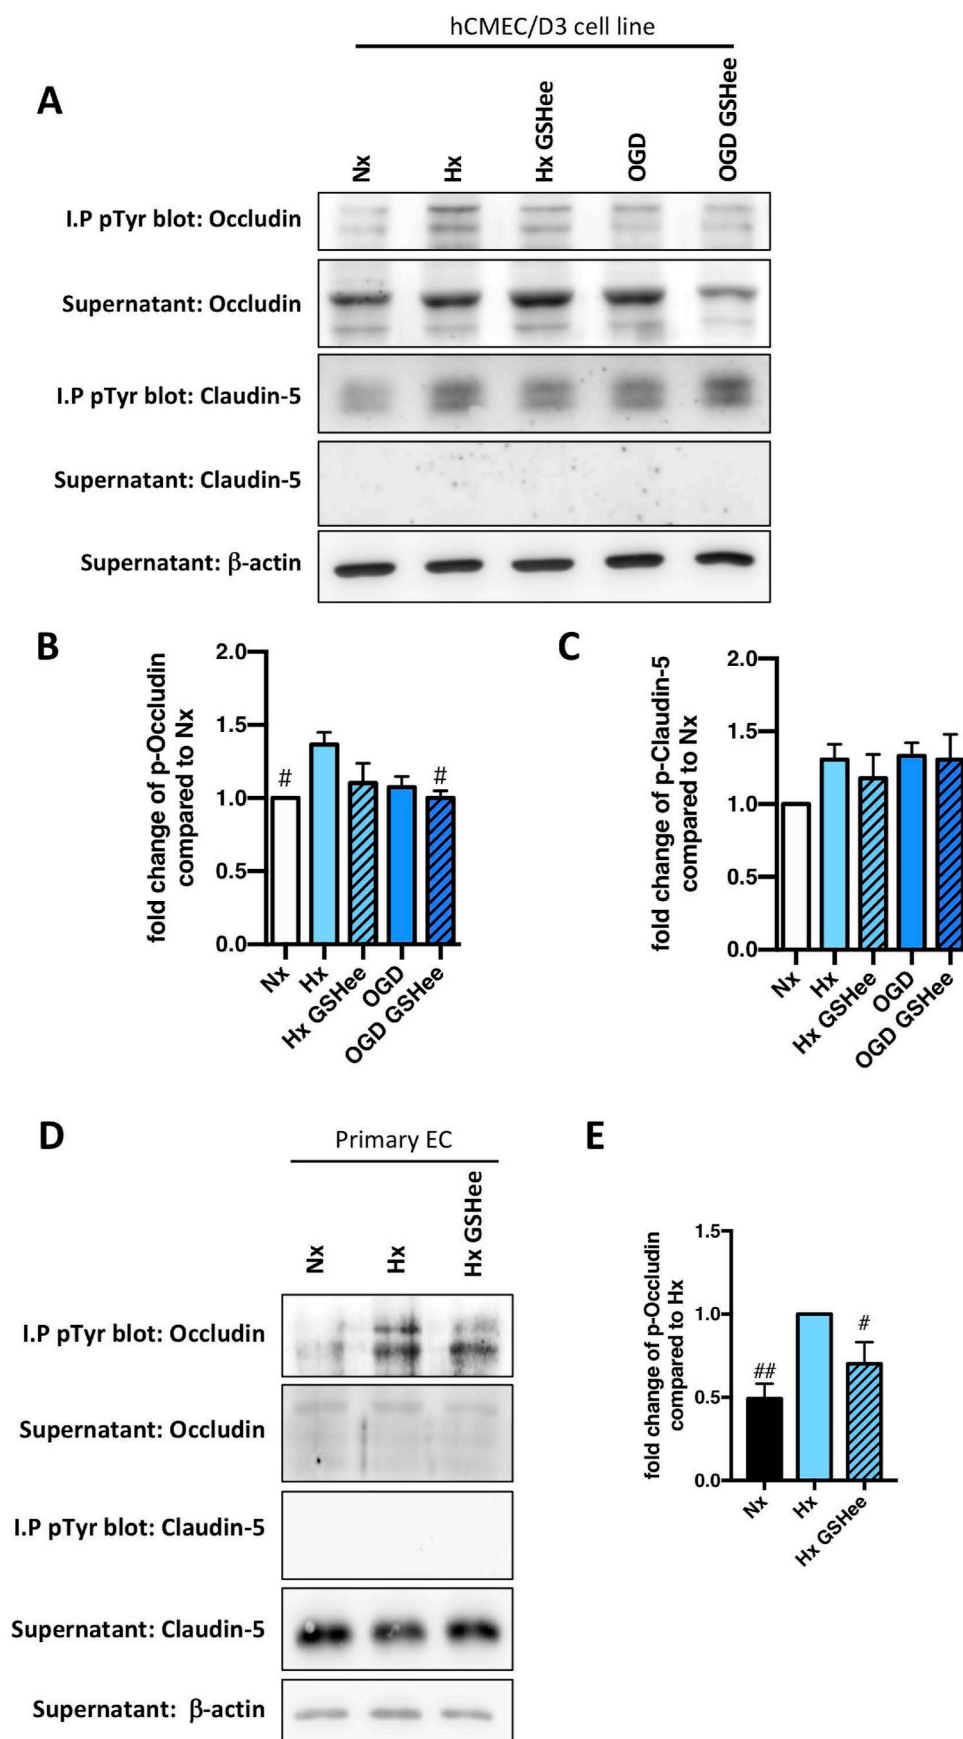 hCMEC/D3 cell line
A
Nx
Hx
Hx GSHee
OGD
OGD GSHee
I.P pTyr blot: Occludin
Supernatant: Occludin
I.P pTyr blot: Claudin-5
Supernatant: Claudin-5
Supernatant: β-actin
B
fold change of p-Occludin
compared to Nx
2.0
1.5
1.0
0.5
0.0
#
#
Nx
Hx
Hx GSHee
OGD
OGD GSHee
C
fold change of p-Claudin-5
compared to Nx
2.0
1.5
1.0
0.5
0.0
Nx
Hx
Hx GSHee
OGD
OGD GSHee
D
Primary EC
Nx
Hx
Hx GSHee
I.P pTyr blot: Occludin
Supernatant: Occludin
I.P pTyr blot: Claudin-5
Supernatant: Claudin-5
Supernatant: β-actin
E
fold change of p-Occludin
compared to Hx
1.5
1.0
0.5
0.0
##
#
Nx
Hx
Hx GSHee